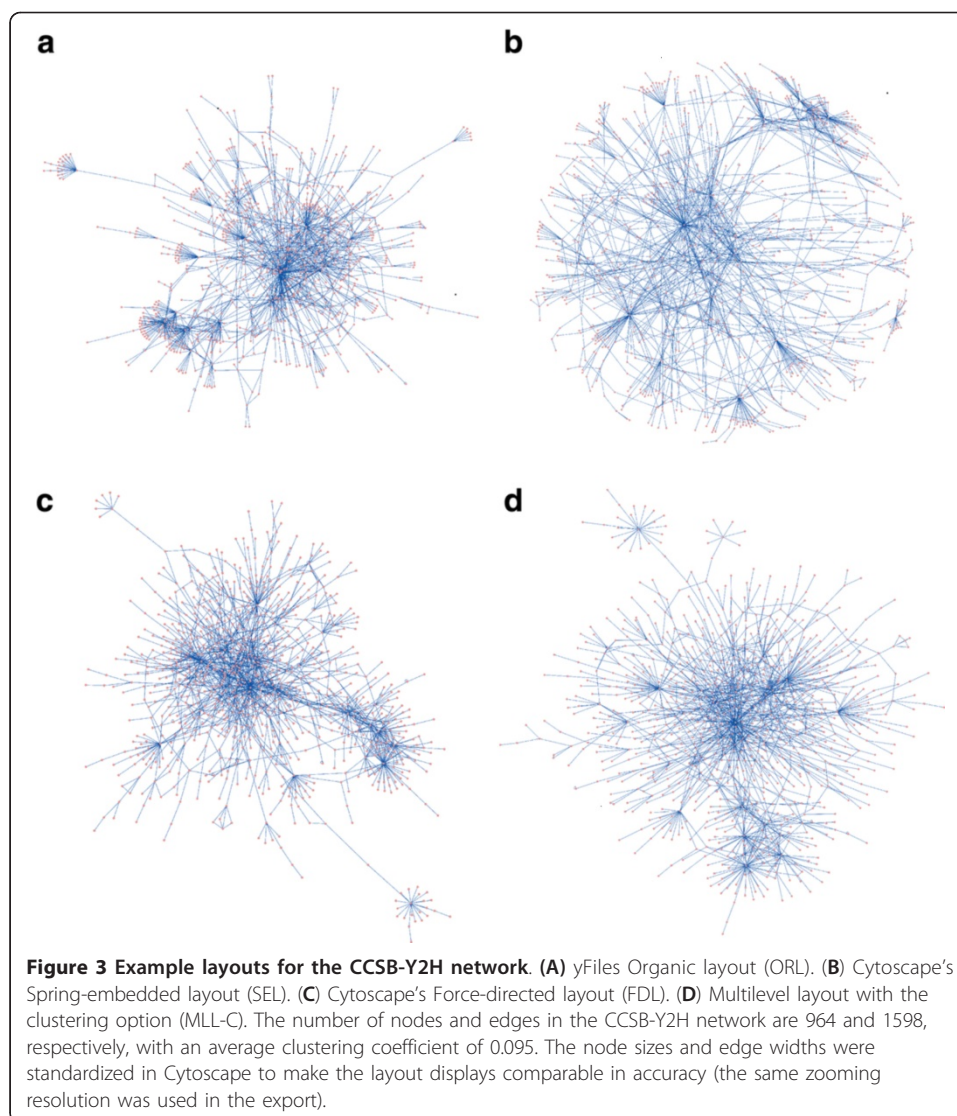 a
b
c
d
Figure 3 Example layouts for the CCSB-Y2H network. (A) yFiles Organic layout (ORL). (B) Cytoscape's
Spring-embedded layout (SEL). (C) Cytoscape's Force-directed layout (FDL). (D) Multilevel layout with the
clustering option (MLL-C). The number of nodes and edges in the CCSB-Y2H network are 964 and 1598,
respectively, with an average clustering coefficient of 0.095. The node sizes and edge widths were
standardized in Cytoscape to make the layout displays comparable in accuracy (the same zooming
resolution was used in the export).